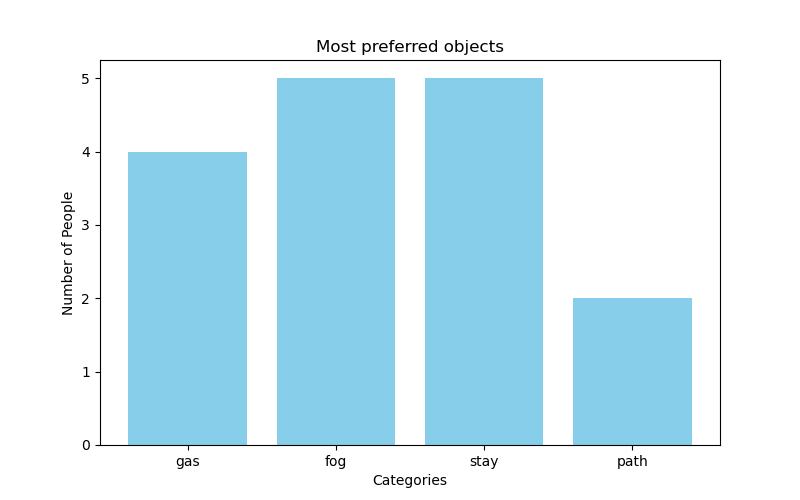 Most preferred objects
Number of People
5
4
3
2
1
0
gas fog stay path
Categories